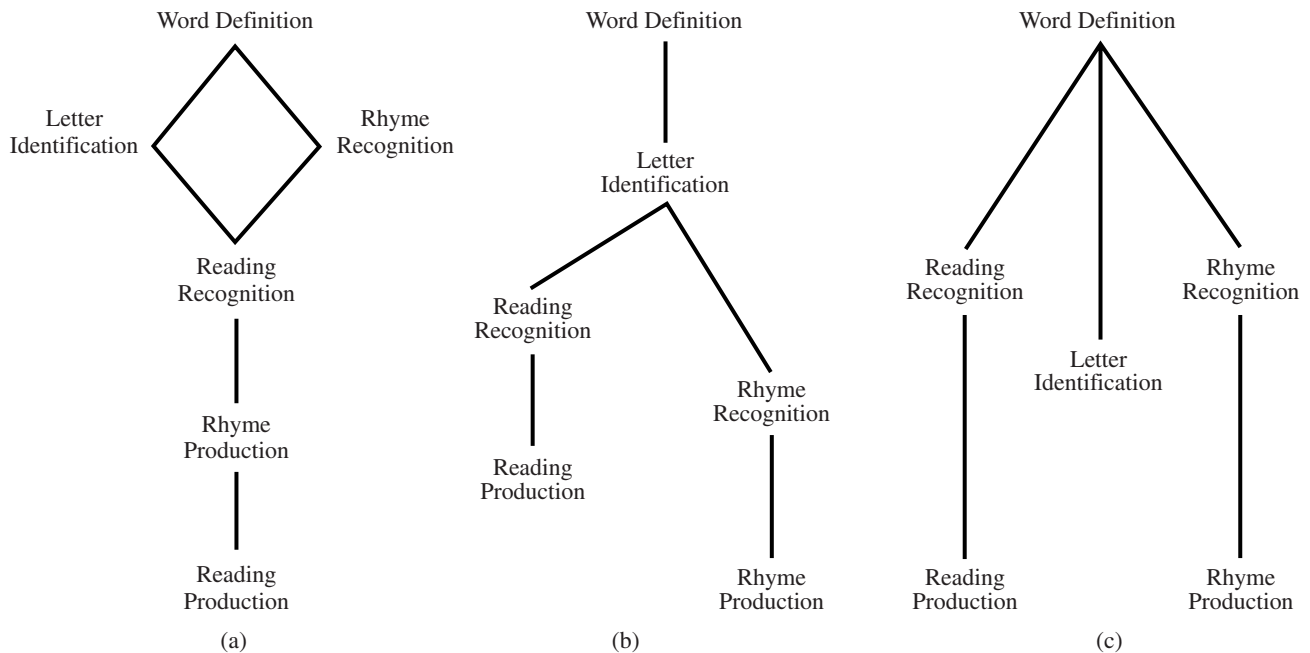 Word Definition
Letter
Identification
Rhyme
Recognition
Reading
Recognition
Rhyme
Production
Reading
Production
(a)
Word Definition
Letter
Identification
Reading
Recognition
Rhyme
Recognition
Reading
Production
Rhyme
Production
(b)
Word Definition
Reading
Recognition
Rhyme
Recognition
Letter
Identification
Reading
Production
Rhyme
Production
(c)